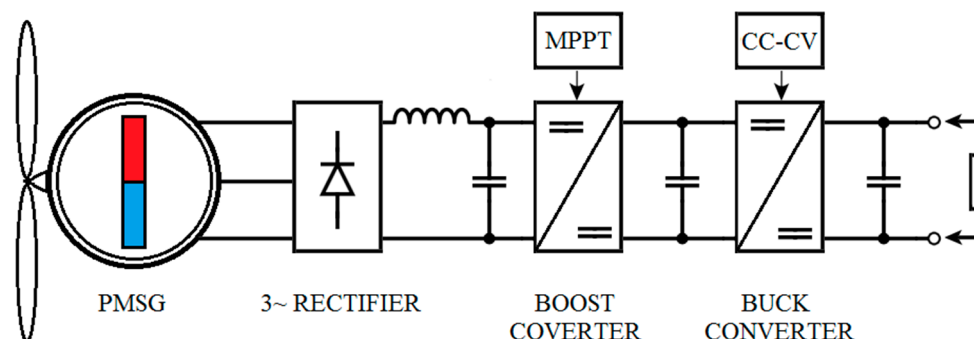 MPPT
CC-CV
PMSG
3~ RECTIFIER
BOOST
COVERTER
BUCK
CONVERTER